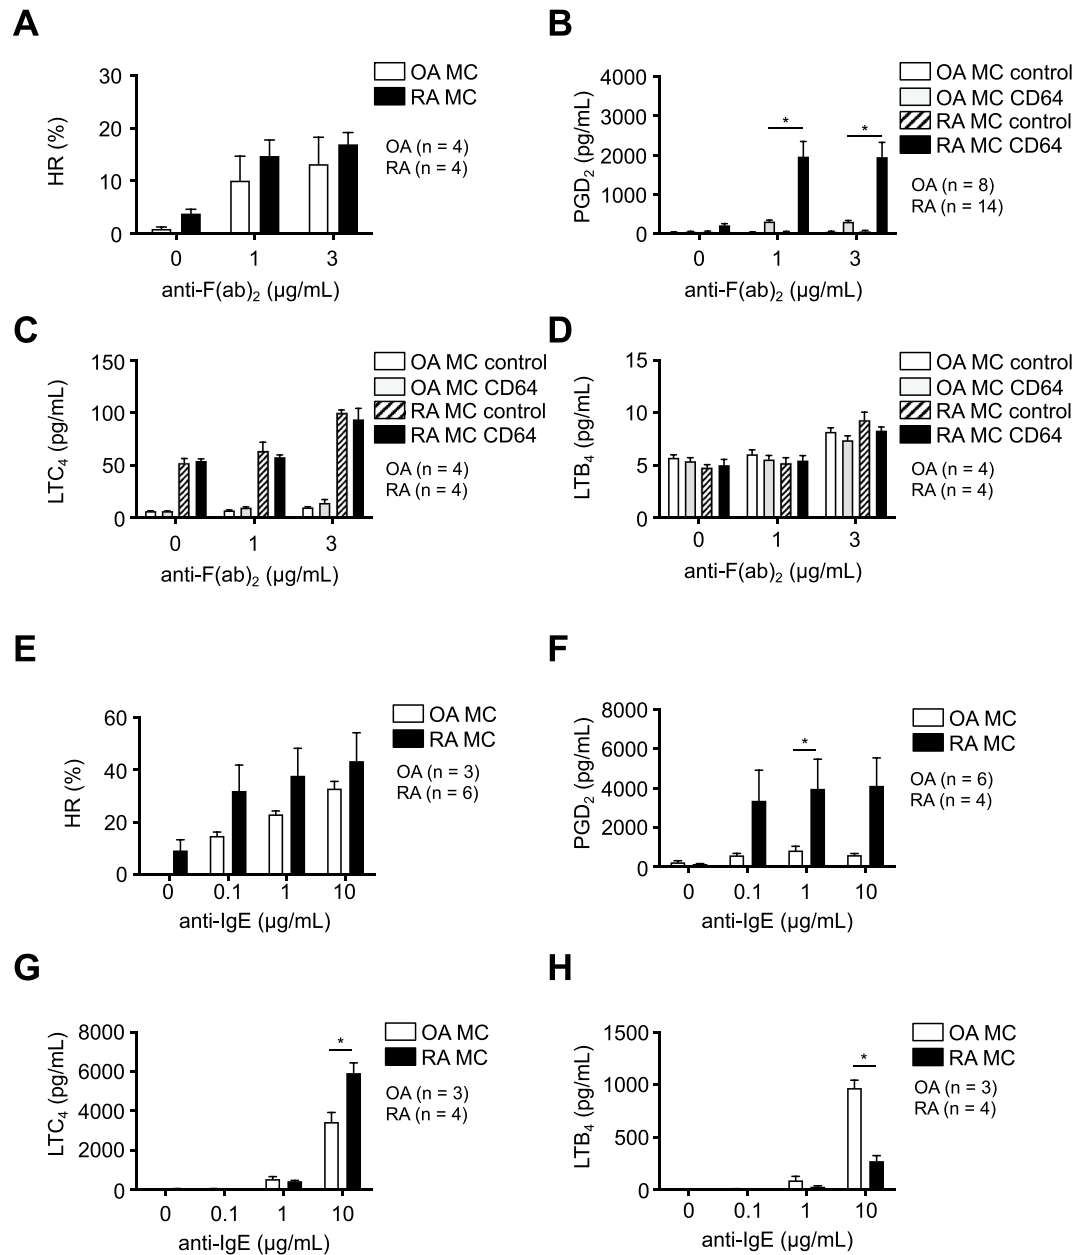 A
HR (%)
30
20
10
0
0 1 3
anti-F(ab)₂ (µg/mL)
OA MC
RA MC
OA (n = 4)
RA (n = 4)
B
PGD₂ (pg/mL)
4000
3000
2000
1000
0
* *
0 1 3
anti-F(ab)₂ (µg/mL)
OA MC control
OA MC CD64
RA MC control
RA MC CD64
OA (n = 8)
RA (n = 14)
C
LTC₄ (pg/mL)
150
100
50
0
0 1 3
anti-F(ab)₂ (µg/mL)
OA MC control
OA MC CD64
RA MC control
RA MC CD64
OA (n = 4)
RA (n = 4)
D
LTB₄ (pg/mL)
15
10
5
0
0 1 3
anti-F(ab)₂ (µg/mL)
OA MC control
OA MC CD64
RA MC control
RA MC CD64
OA (n = 4)
RA (n = 4)
E
HR (%)
60
40
20
0
0 0.1 1 10
anti-IgE (µg/mL)
OA MC
RA MC
OA (n = 3)
RA (n = 6)
F
PGD₂ (pg/mL)
8000
6000
4000
2000
0
*
0 0.1 1 10
anti-IgE (µg/mL)
OA MC
RA MC
OA (n = 6)
RA (n = 4)
G
LTC₄ (pg/mL)
8000
6000
4000
2000
0
*
0 0.1 1 10
anti-IgE (µg/mL)
OA MC
RA MC
OA (n = 3)
RA (n = 4)
H
LTB₄ (pg/mL)
1500
1000
500
0
*
0 0.1 1 10
anti-IgE (µg/mL)
OA MC
RA MC
OA (n = 3)
RA (n = 4)